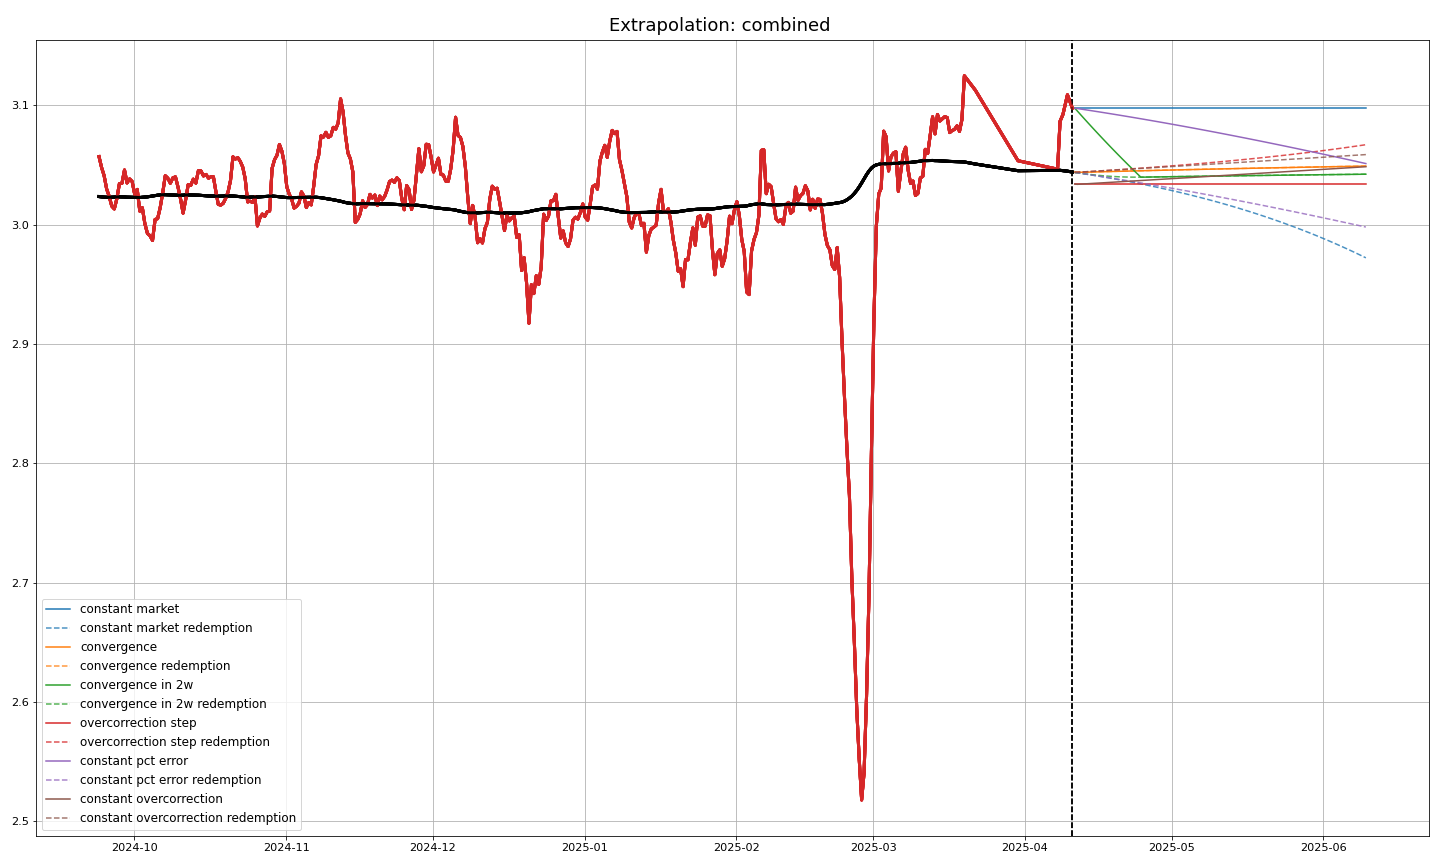 Extrapolation: combined
3.1
3.0
2.9
2.8
2.7
2.6
2.5
constant market
constant market redemption
convergence
convergence redemption
convergence in 2w
convergence in 2w redemption
overcorrection step
overcorrection step redemption
constant pct error
constant pct error redemption
constant overcorrection
constant overcorrection redemption
2024-10 2024-11 2024-12 2025-01 2025-02 2025-03 2025-04 2025-05 2025-06